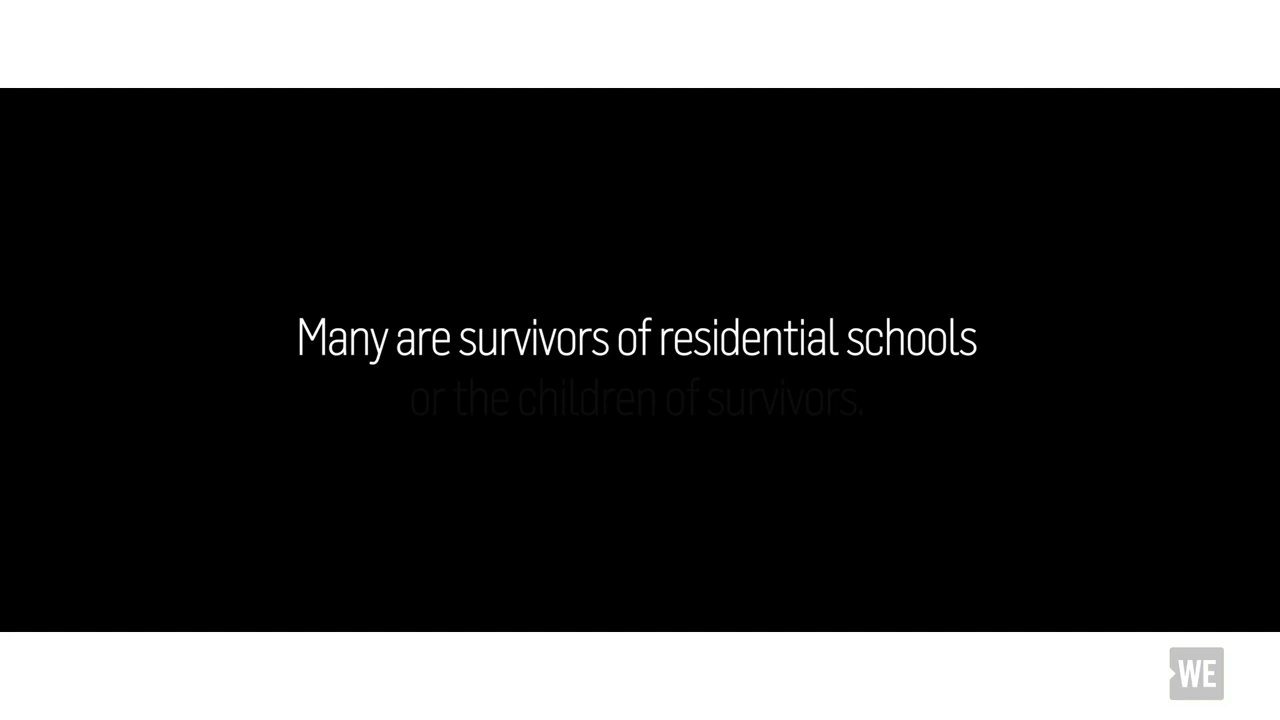 Many are survivors of residential schools
or the children of survivors.
WE